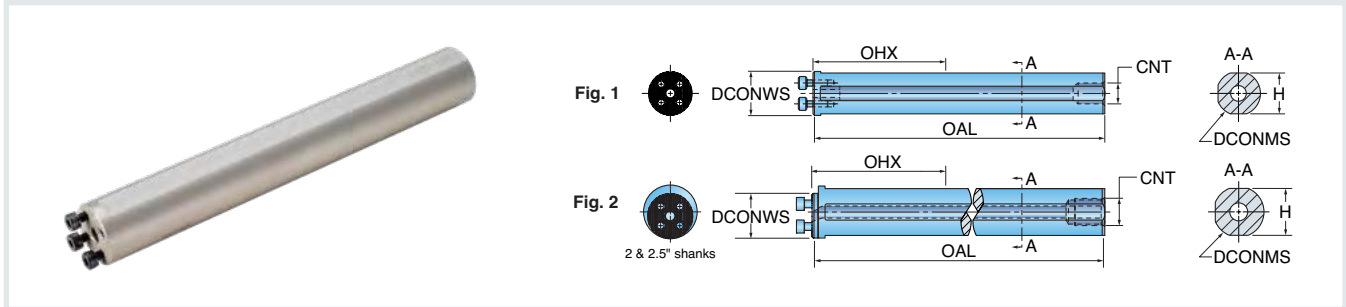 OHX
A
A-A
CNT
Fig. 1
DCONWS
H
A
OAL
DCONMS
OHX
A
A-A
CNT
Fig. 2
DCONWS
H
A
2 & 2.5" shanks
OAL
DCONMS